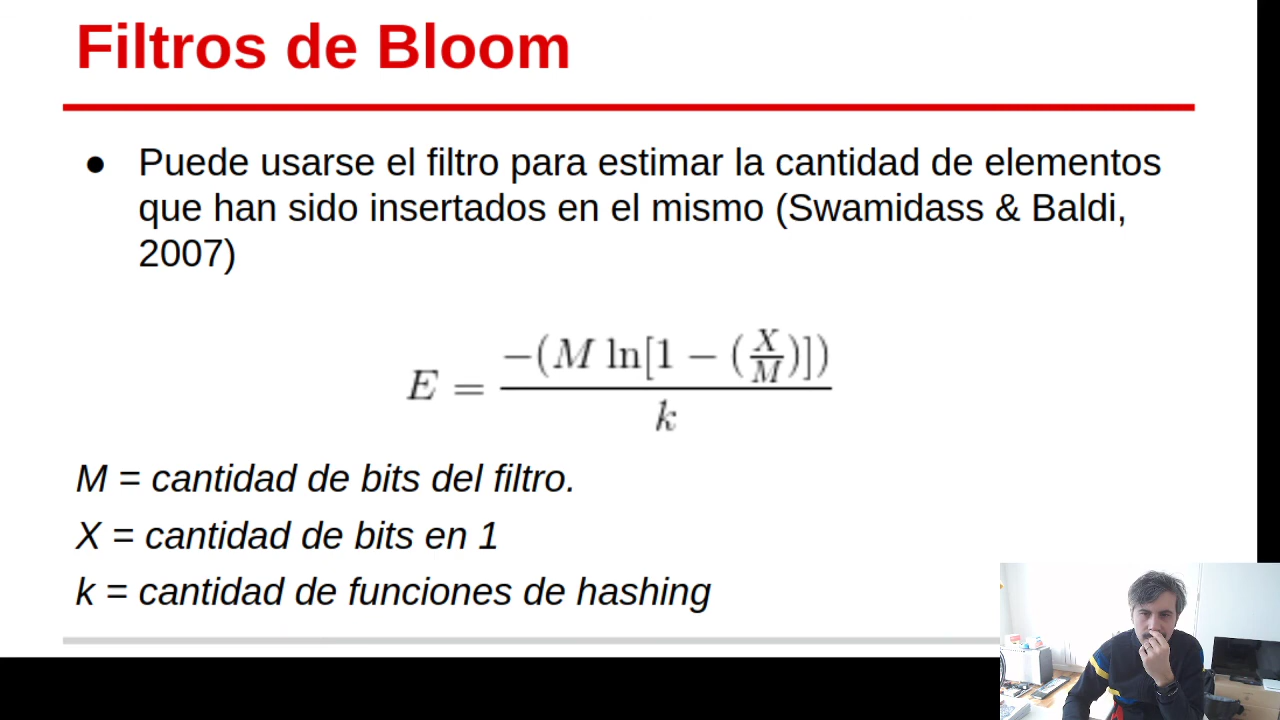 Filtros de Bloom
● Puede usarse el filtro para estimar la cantidad de elementos
que han sido insertados en el mismo (Swamidass & Baldi,
2007)
E = \frac{-(M \ln[1 - (\frac{X}{M})])}{k}
M = cantidad de bits del filtro.
X = cantidad de bits en 1
k = cantidad de funciones de hashing